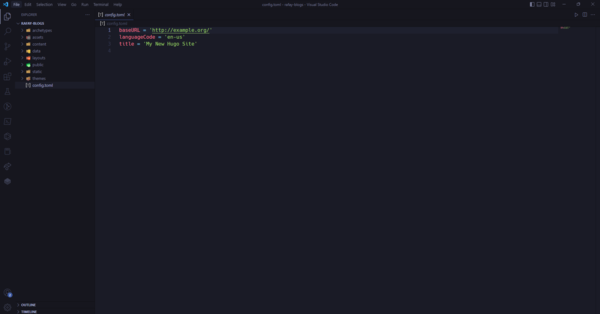 File Edit Selection View Go Run Terminal Help
config.toml - rafay-blogs - Visual Studio Code
EXPLORER
config.toml
RAFAY-BLOGS
config.toml
archetypes
assets
content
data
layouts
public
static
themes
config.toml
1 baseURL = 'http://example.org/'
2 languageCode = 'en-us'
3 title = 'My New Hugo Site'
4
OUTLINE
TIMELINE